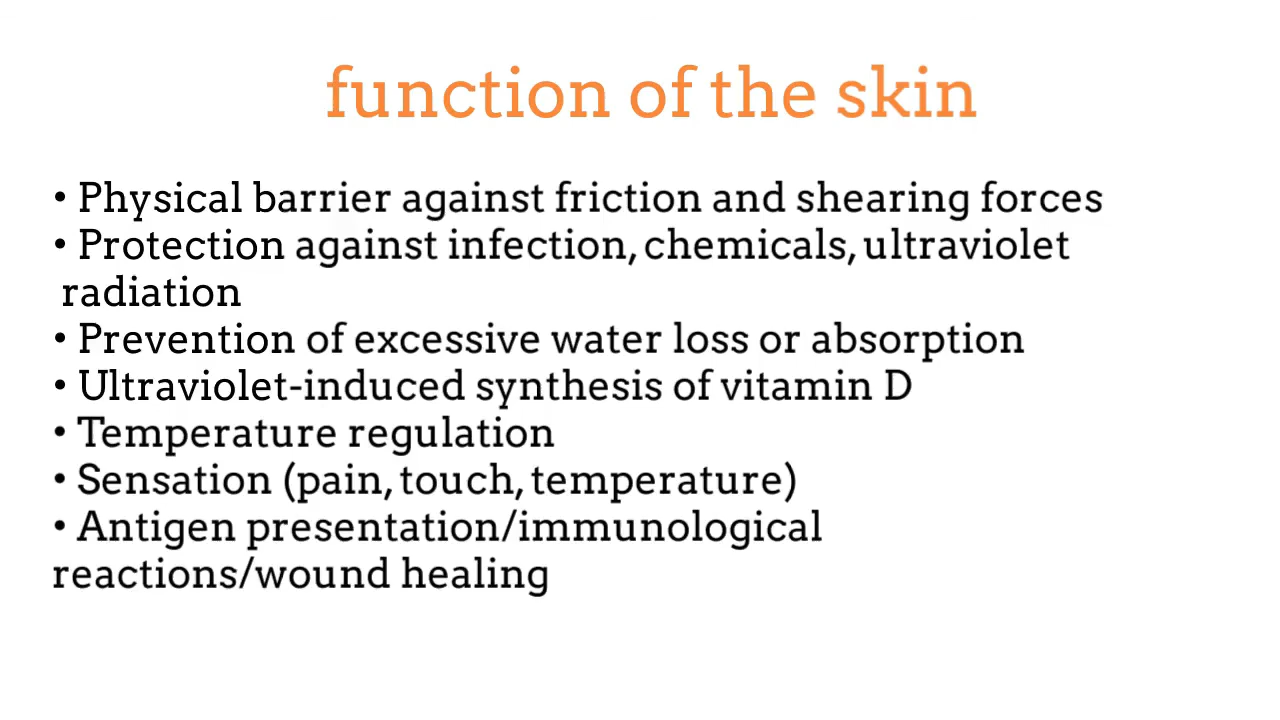 function of the skin
• Physical barrier against friction and shearing forces
• Protection against infection, chemicals, ultraviolet
radiation
• Prevention of excessive water loss or absorption
• Ultraviolet-induced synthesis of vitamin D
• Temperature regulation
• Sensation (pain, touch, temperature)
• Antigen presentation/immunological
reactions/wound healing